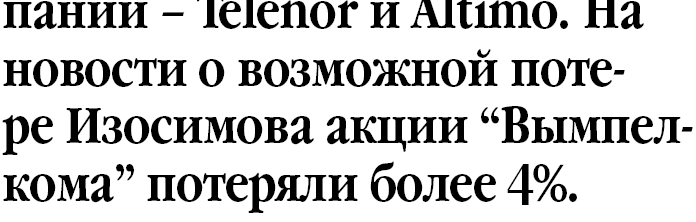 пании – Telenor и Altimo. На
новости о возможной поте-
ре Изосимова акции “Вымпел-
кома” потеряли более 4%.